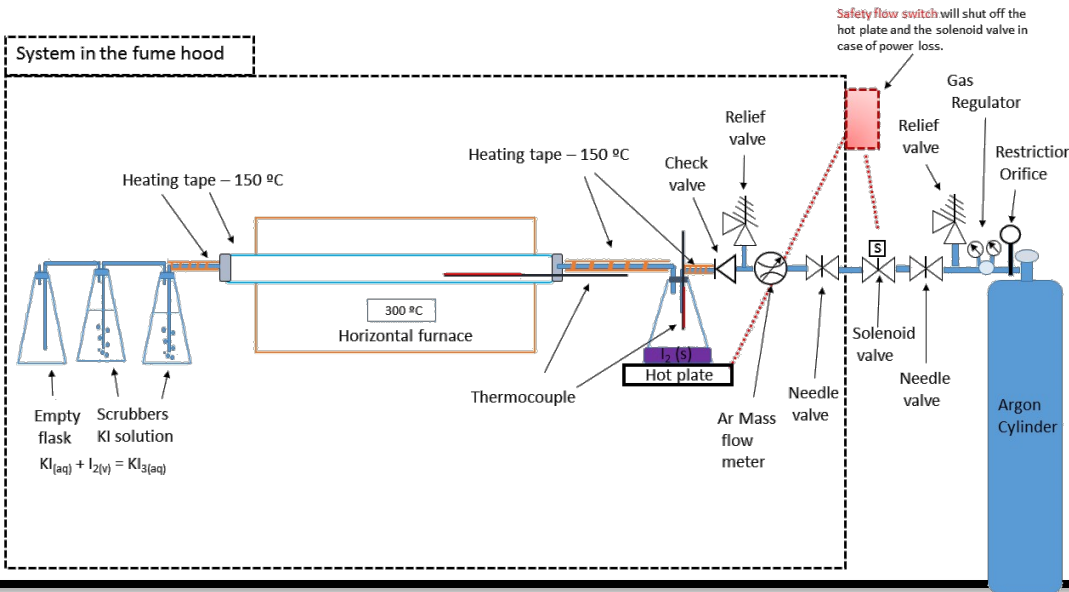 Safety flow switch will shut off the
hot plate and the solenoid valve in
case of power loss.
System in the fume hood
Gas
Regulator
Relief
valve
Relief
valve
Restriction
Orifice
Heating tape – 150 ºC
Check
valve
Heating tape – 150 ºC
S
300 ºC
Horizontal furnace
Solenoid
valve
I2 (s)
Hot plate
Thermocouple
Needle
valve
Needle
valve
Argon
Cylinder
Ar Mass
flow
meter
Empty
flask
Scrubbers
KI solution
KI(aq) + I2(v) = KI3(aq)